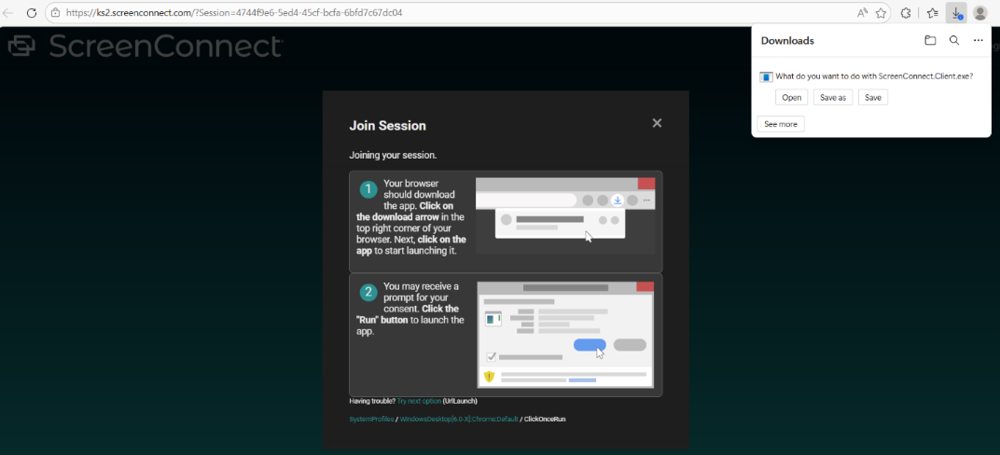 https://ks2.screenconnect.com/?Session=4744f9e6-5ed4-45cf-bcfa-6bfd7c67dc04
ScreenConnect
Downloads
What do you want to do with ScreenConnect.Client.exe?
Open
Save as
Save
See more
Join Session
Joining your session.
1
Your browser
should download
the app. Click on
the download arrow in the
top right corner of your
browser. Next, click on the
app to start launching it.
2
You may receive a
prompt for your
consent. Click the
"Run" button to launch the
app.
Having trouble? Try next option (UrlLaunch)
SystemProfiles / WindowsDesktop[6.0-X]:Chrome:Default / ClickOnceRun